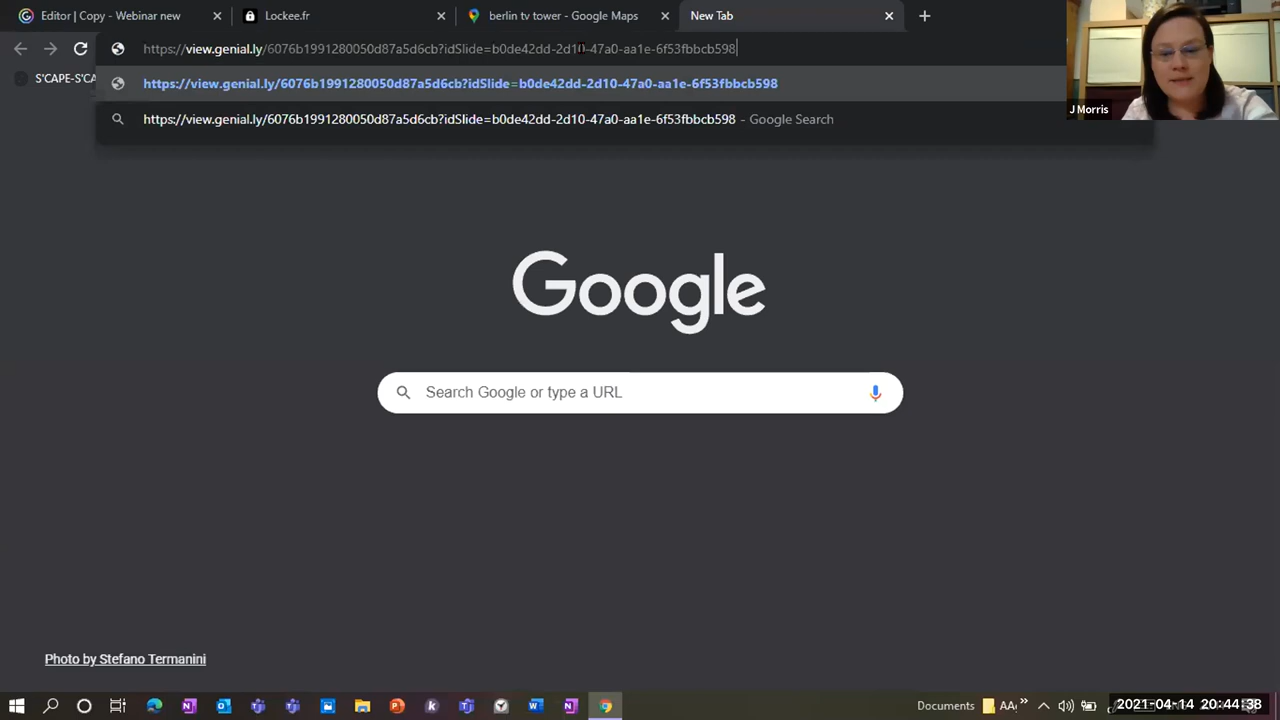 Editor | Copy - Webinar new
Lockee.fr
berlin tv tower - Google Maps
New Tab
https://view.genial.ly/6076b1991280050d87a5d6cb?idSlide=b0de42dd-2d10-47a0-aa1e-6f53fbbcb598
S'CAPE-S'CA
https://view.genial.ly/6076b1991280050d87a5d6cb?idSlide=b0de42dd-2d10-47a0-aa1e-6f53fbbcb598
https://view.genial.ly/6076b1991280050d87a5d6cb?idSlide=b0de42dd-2d10-47a0-aa1e-6f53fbbcb598 - Google Search
J Morris
Google
Search Google or type a URL
Photo by Stefano Termanini
Documents
2021-04-14 20:44:38